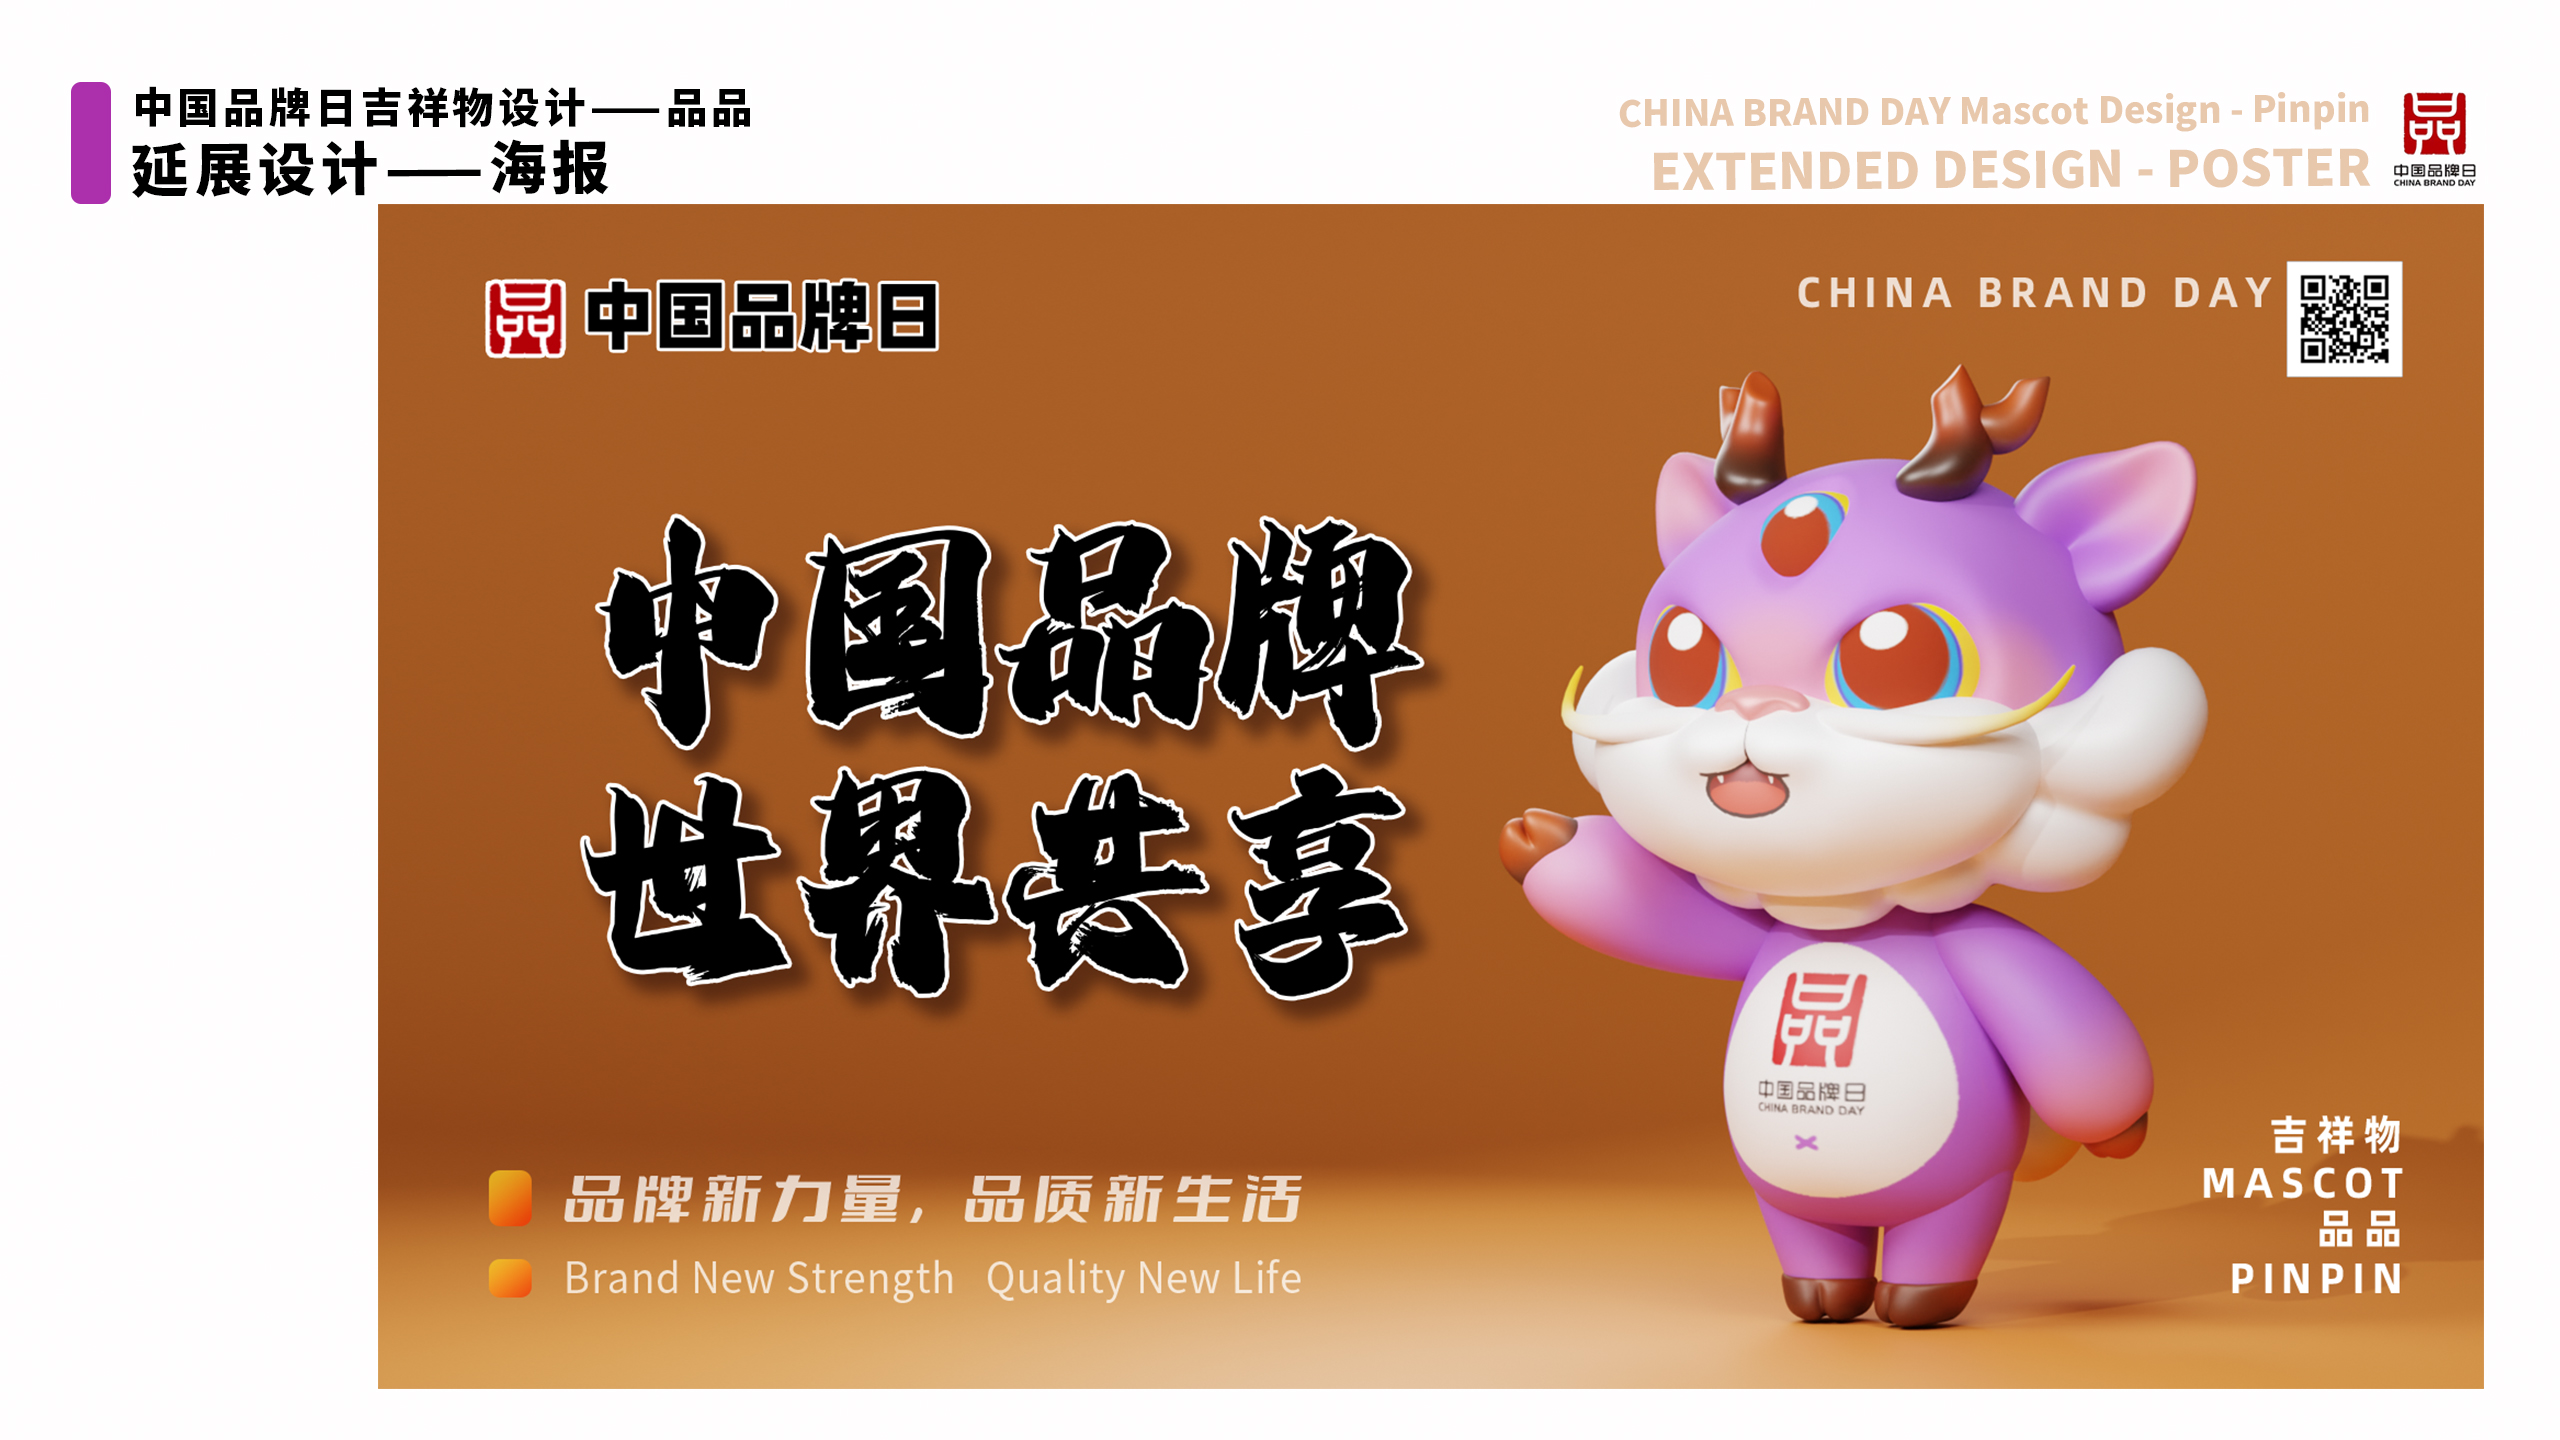 中国品牌日吉祥物设计——品品
延展设计——海报
CHINA BRAND DAY Mascot Design - Pinpin
EXTENDED DESIGN - POSTER
品
中国品牌日
CHINA BRAND DAY
品 中国品牌日
CHINA BRAND DAY
中国品牌
世界共享
品
中国品牌日
CHINA BRAND DAY
品牌新力量，品质新生活
Brand New Strength Quality New Life
吉祥物
MASCOT
品品
PINPIN